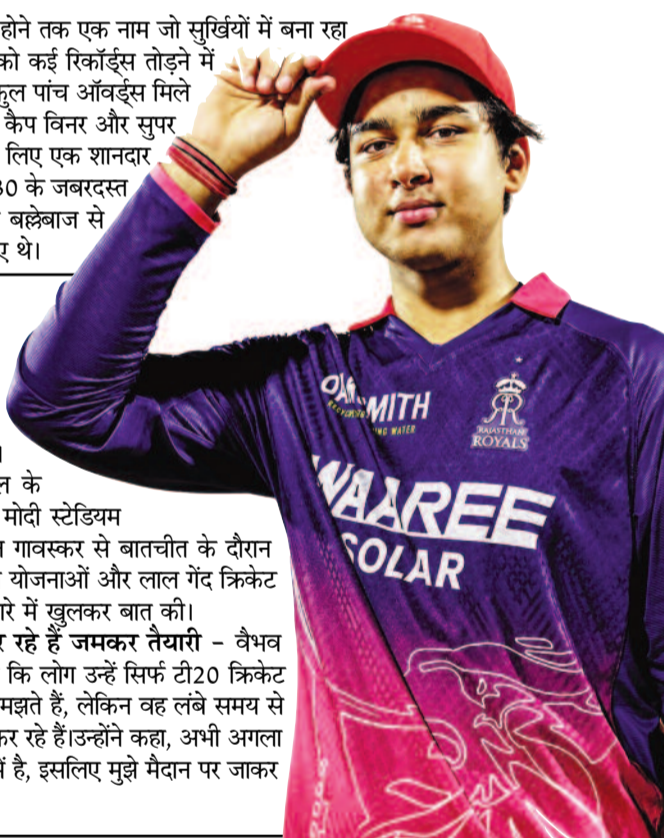 होने तक एक नाम जो सुर्खियों में बना रहा
को कई रिकॉर्ड्स तोड़ने में
कुल पांच ऑवर्ड्स मिले
कैप विनर और सुपर
लिए एक शानदार
30 के जबरदस्त
बल्लेबाज से
थे।
के
मोदी स्टेडियम
गावस्कर से बातचीत के दौरान
योजनाओं और लाल गेंद क्रिकेट
में खुलकर बात की।
रहे हैं जमकर तैयारी – वैभव
कि लोग उन्हें सिर्फ टी20 क्रिकेट
समझते हैं, लेकिन वह लंबे समय से
कर रहे हैं।उन्होंने कहा, अभी अगला
है, इसलिए मुझे मैदान पर जाकर
SMITH
RAJASTHAN
ROYALS
WAAREE
SOLAR